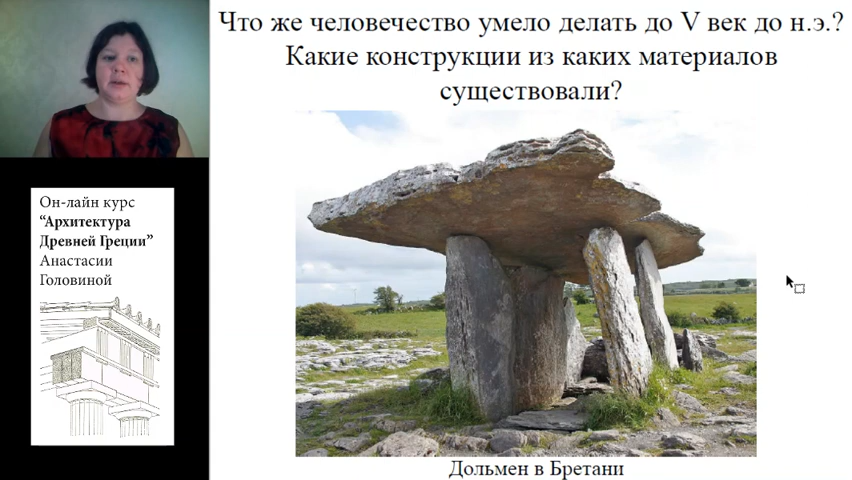 Что же человечество умело делать до V век до н.э.?
Какие конструкции из каких материалов
существовали?
Он-лайн курс
“Архитектура
Древней Греции”
Анастасии
Головиной
Дольмен в Бретани